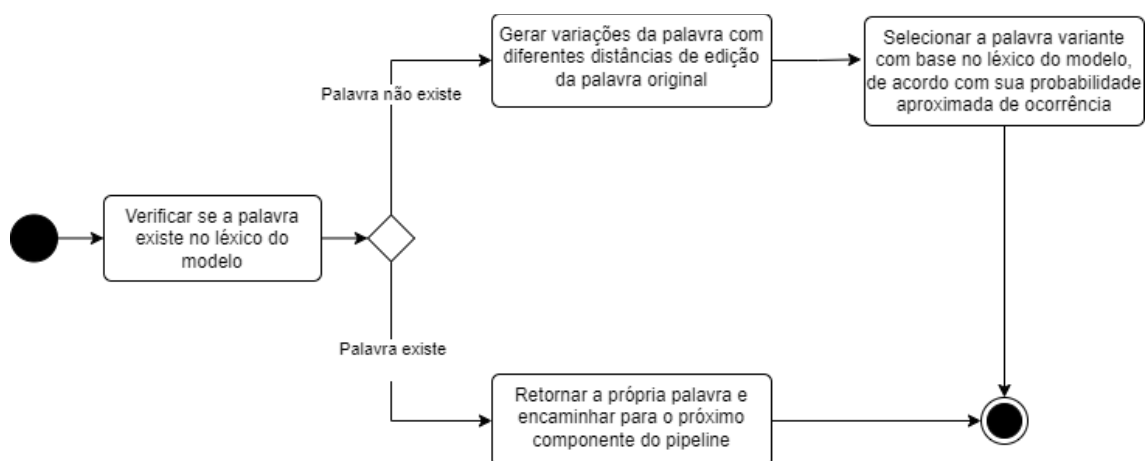 Gerar variações da palavra com
diferentes distâncias de edição
da palavra original
Selecionar a palavra variante
com base no léxico do modelo,
de acordo com sua probabilidade
aproximada de ocorrência
Palavra não existe
Verificar se a palavra
existe no léxico do
modelo
Palavra existe
Retornar a própria palavra e
encaminhar para o próximo
componente do pipeline